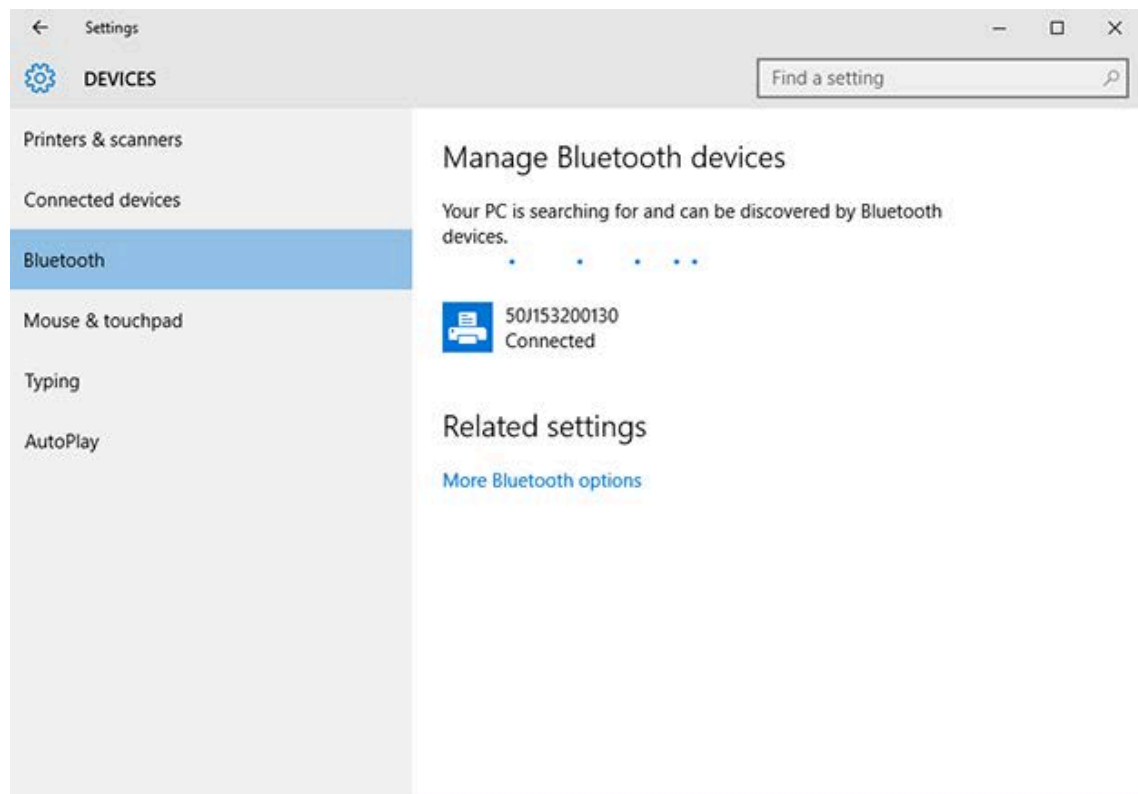 Settings
DEVICES
Find a setting
Printers & scanners
Connected devices
Bluetooth
Mouse & touchpad
Typing
AutoPlay
Manage Bluetooth devices
Your PC is searching for and can be discovered by Bluetooth
devices.
50J153200130
Connected
Related settings
More Bluetooth options